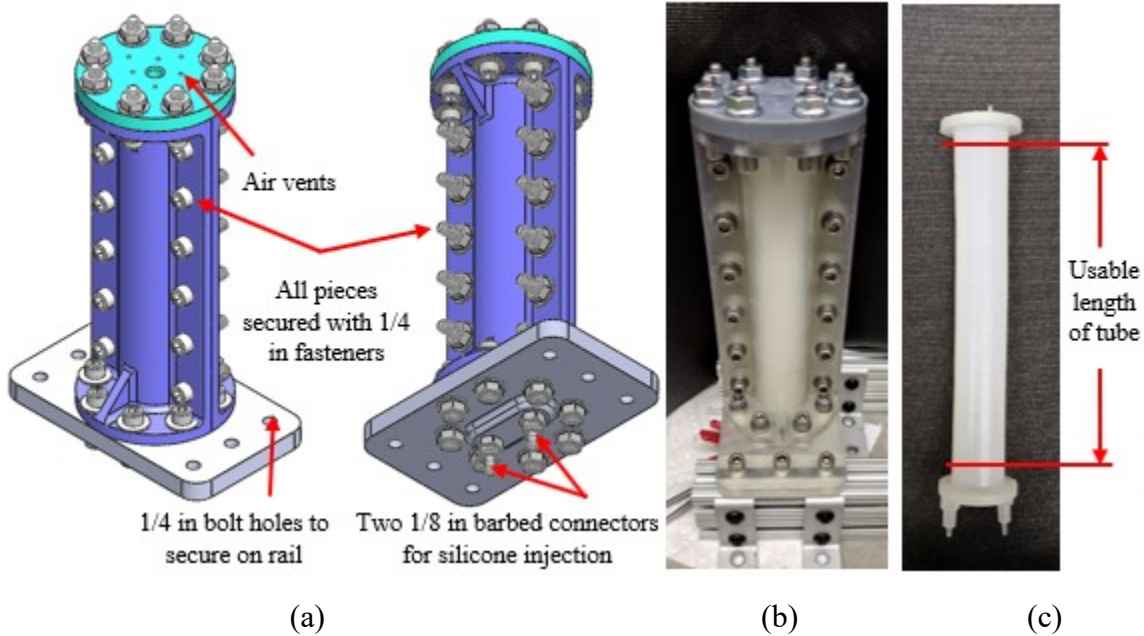 Air vents
All pieces
secured with 1/4
in fasteners
Usable
length
of tube
1/4 in bolt holes to
secure on rail
Two 1/8 in barbed connectors
for silicone injection
(a)
(b)
(c)